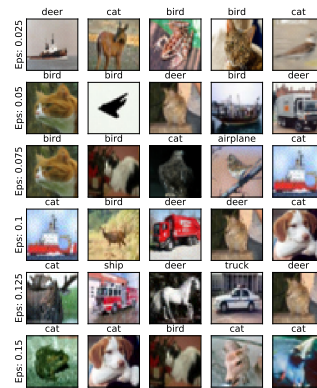 deer cat bird bird cat
Eps: 0.025
bird bird deer bird deer
Eps: 0.05
bird bird cat airplane cat
Eps: 0.075
cat bird deer deer cat
Eps: 0.1
cat ship deer truck deer
Eps: 0.125
cat cat bird cat cat
Eps: 0.15